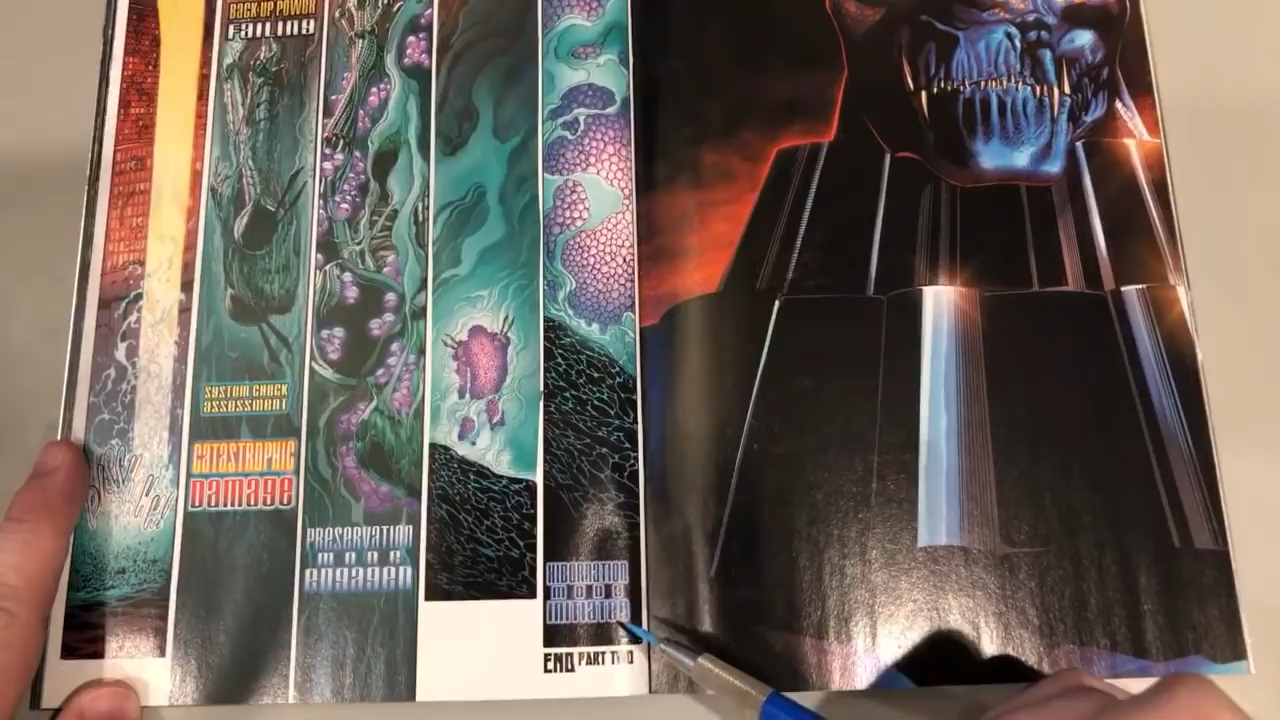 BACK-UP POWER
FAILING
SYSTEM CHECK
ASSESSMENT
CATASTROPHIC
DAMAGE
PRESERVATION
MODE
ENGAGED
HIBERNATION
MODE
INITIATED
END PART TWO